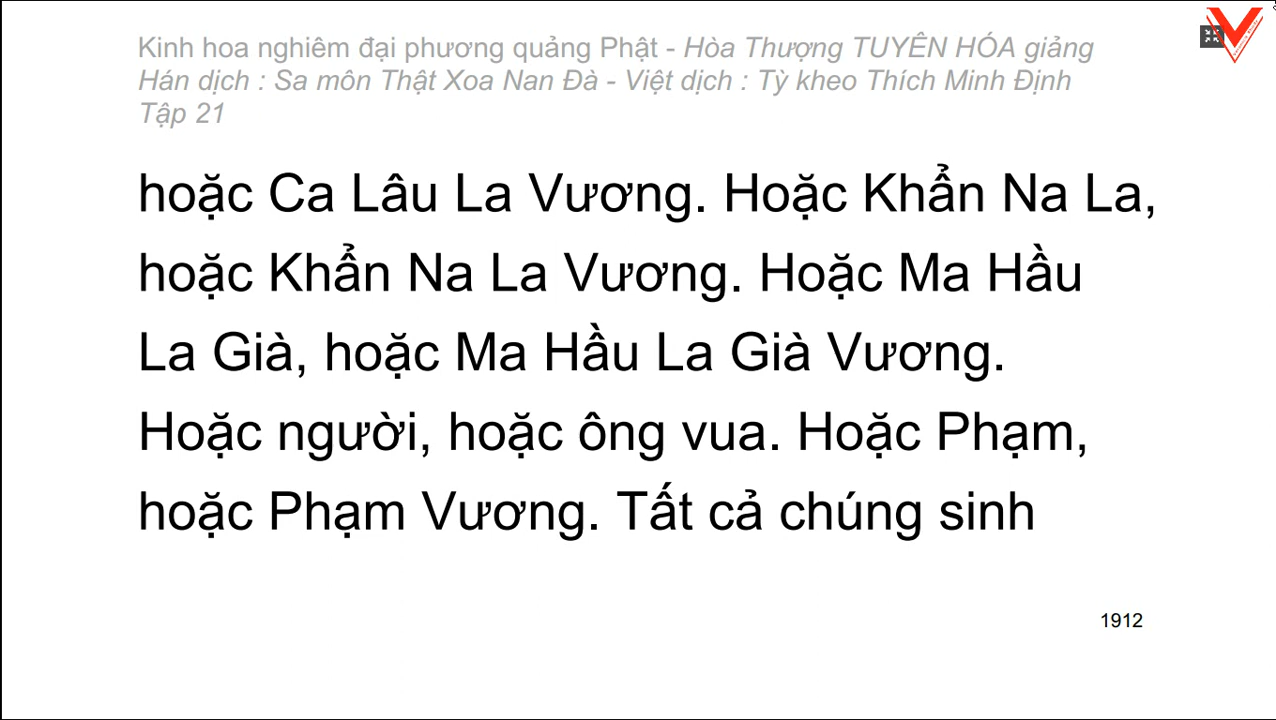 Kinh hoa nghiêm đại phương quảng Phật - Hòa Thượng TUYÊN HÓA giảng
Hán dịch : Sa môn Thật Xoa Nan Đà - Việt dịch : Tỳ kheo Thích Minh Định
Tập 21
hoặc Ca Lâu La Vương. Hoặc Khẩn Na La,
hoặc Khẩn Na La Vương. Hoặc Ma Hầu
La Già, hoặc Ma Hầu La Già Vương.
Hoặc người, hoặc ông vua. Hoặc Phạm,
hoặc Phạm Vương. Tất cả chúng sinh
1912